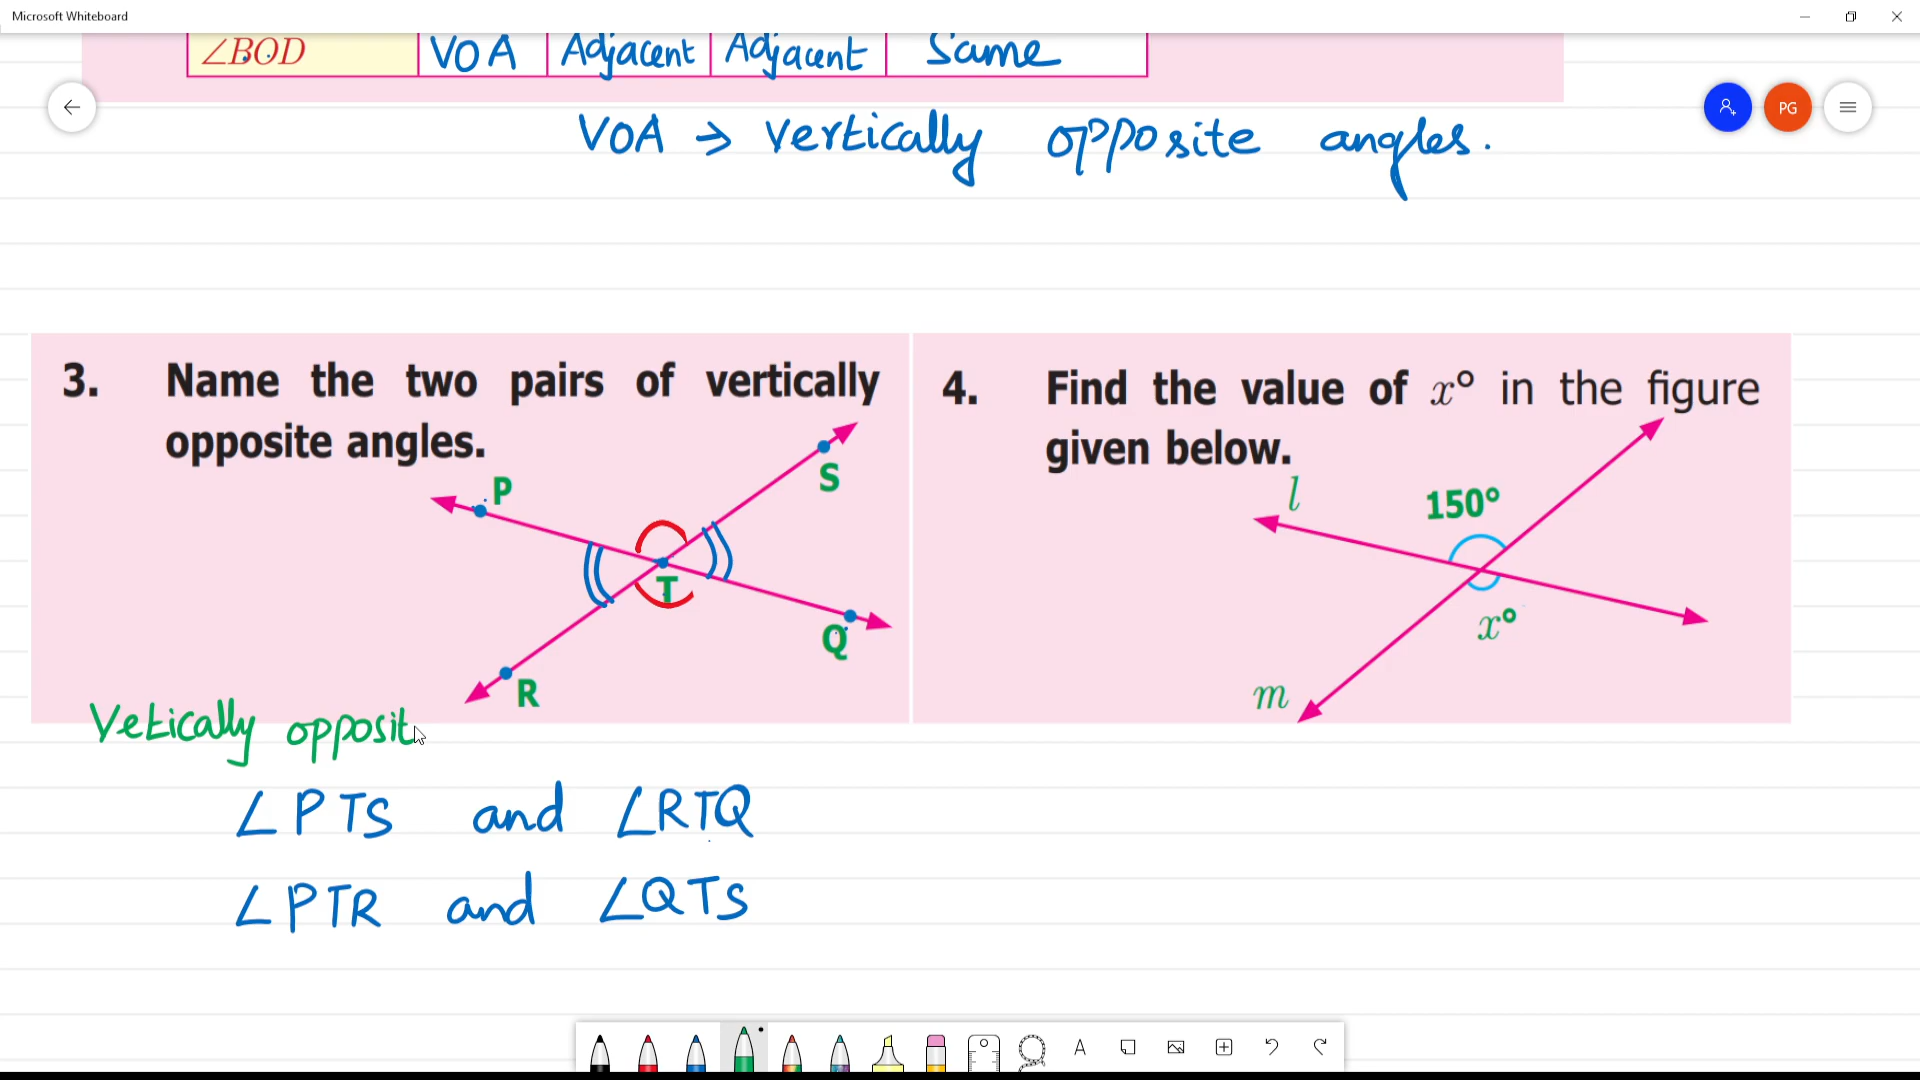 Microsoft Whiteboard
∠BOD VOA Adjacent Adjacent Same
PG
VOA → Vertically opposite angles.
3. Name the two pairs of vertically
opposite angles.
P
S
T
Q
R
4. Find the value of x° in the figure
given below.
l
150°
x°
m
Vetically opposit
∠PTS and ∠RTQ
∠PTR and ∠QTS
A